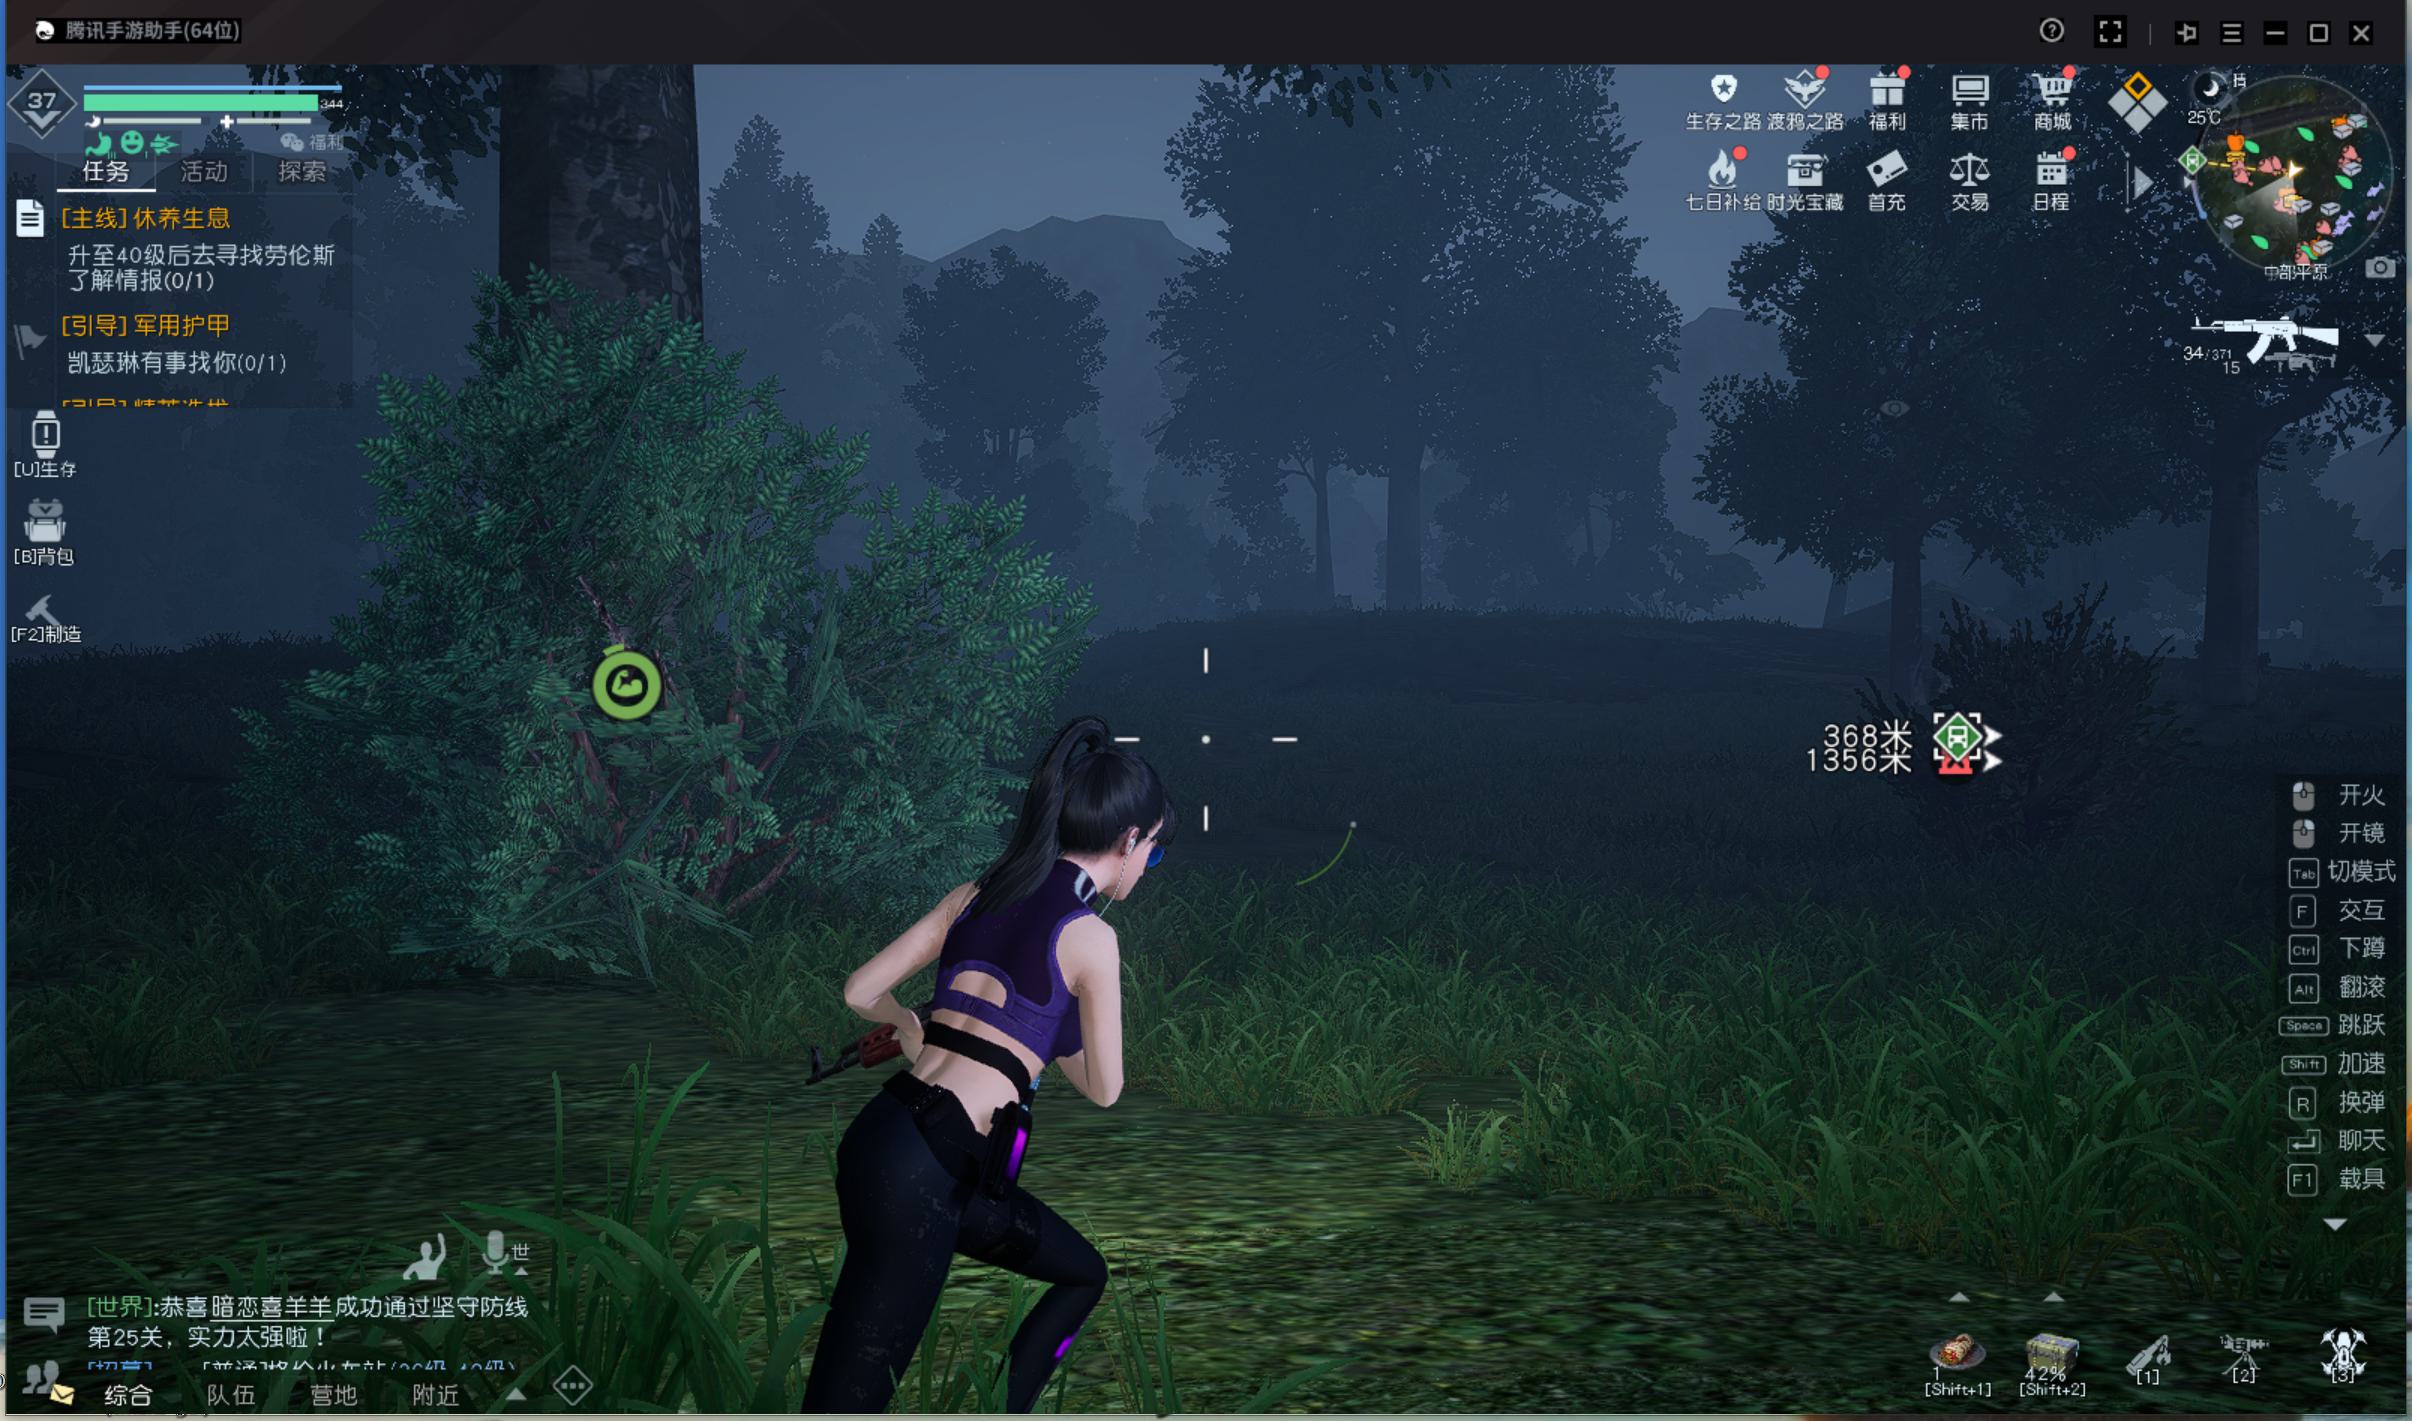 腾讯手游助手(64位)
37
344
福利
任务
活动
探索
[主线] 休养生息
升至40级后去寻找劳伦斯
了解情报(0/1)
[引导] 军用护甲
凯瑟琳有事找你(0/1)
[U]生存
[B]背包
[F2]制造
生存之路
渡鸦之路
福利
集市
商城
七日补给
时光宝藏
首充
交易
日程
25℃
中部平原
34/371
15
368米
1356米
开火
开镜
Tab 切模式
F 交互
Ctrl 下蹲
Alt 翻滚
Space 跳跃
Shift 加速
R 换弹
聊天
F1 载具
世
[世界]:恭喜暗恋喜羊羊成功通过坚守防线
第25关，实力太强啦！
综合
队伍
营地
附近
1
[Shift+1]
42%
[Shift+2]
[1]
[2]
[3]